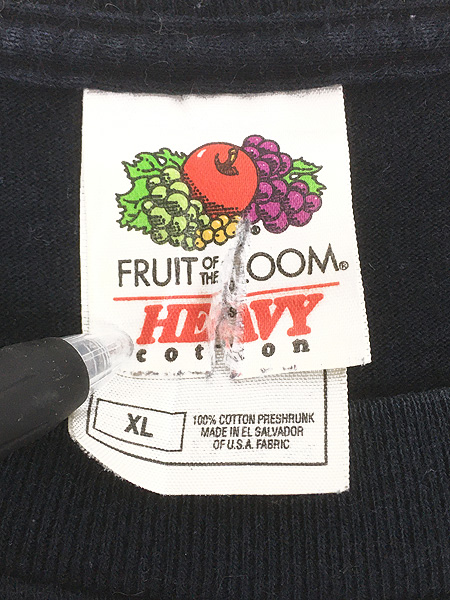 FRUIT OF THE LOOM®
HEAVY
cotton
XL
100% COTTON PRESHRUNK
MADE IN EL SALVADOR
OF U.S.A. FABRIC